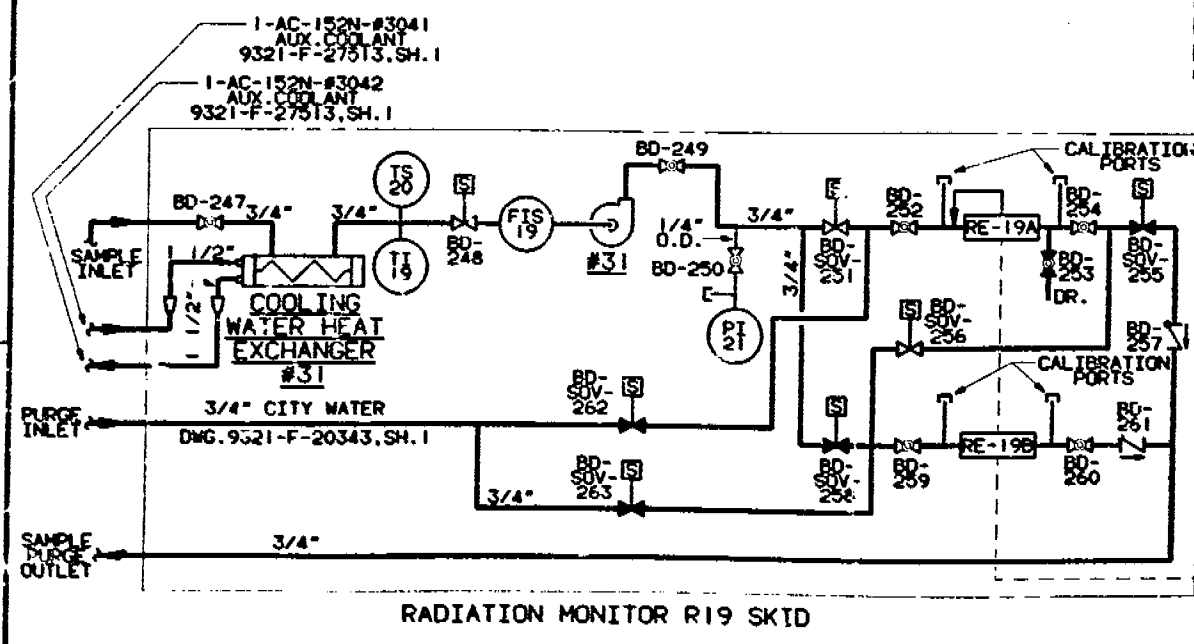 1-AC-152N-#3041
AUX.COOLANT
9321-F-27513.SH.1
1-AC-152N-#3042
AUX.COOLANT
9321-F-27513,SH.1
BD-247
3/4"
3/4"
TS
20
TI
19
S
BD-
248
FIS
19
#31
BD-249
1/4"
O.D.
BD-250
PI
21
3/4"
3/4"
BD-
SOV-
251
BD-
252
CALIBRATION
PORTS
RE-19A
BD-
253
DR.
BD-
254
S
BD-
SOV-
255
SAMPLE
INLET
1 1/2"
1 1/2"
COOLING
WATER HEAT
EXCHANGER
#31
S
BD-
SOV-
256
BD-
257
CALIBRATION
PORTS
PURGE
INLET
3/4" CITY WATER
DWG.9321-F-20343,SH.1
BD-
SOV-
262
S
S
BD-
SOV-
258
BD-
259
RE-19B
BD-
260
BD-
261
3/4"
BD-
SOV-
263
S
SAMPLE
PURGE
OUTLET
3/4"
RADIATION MONITOR R19 SKID